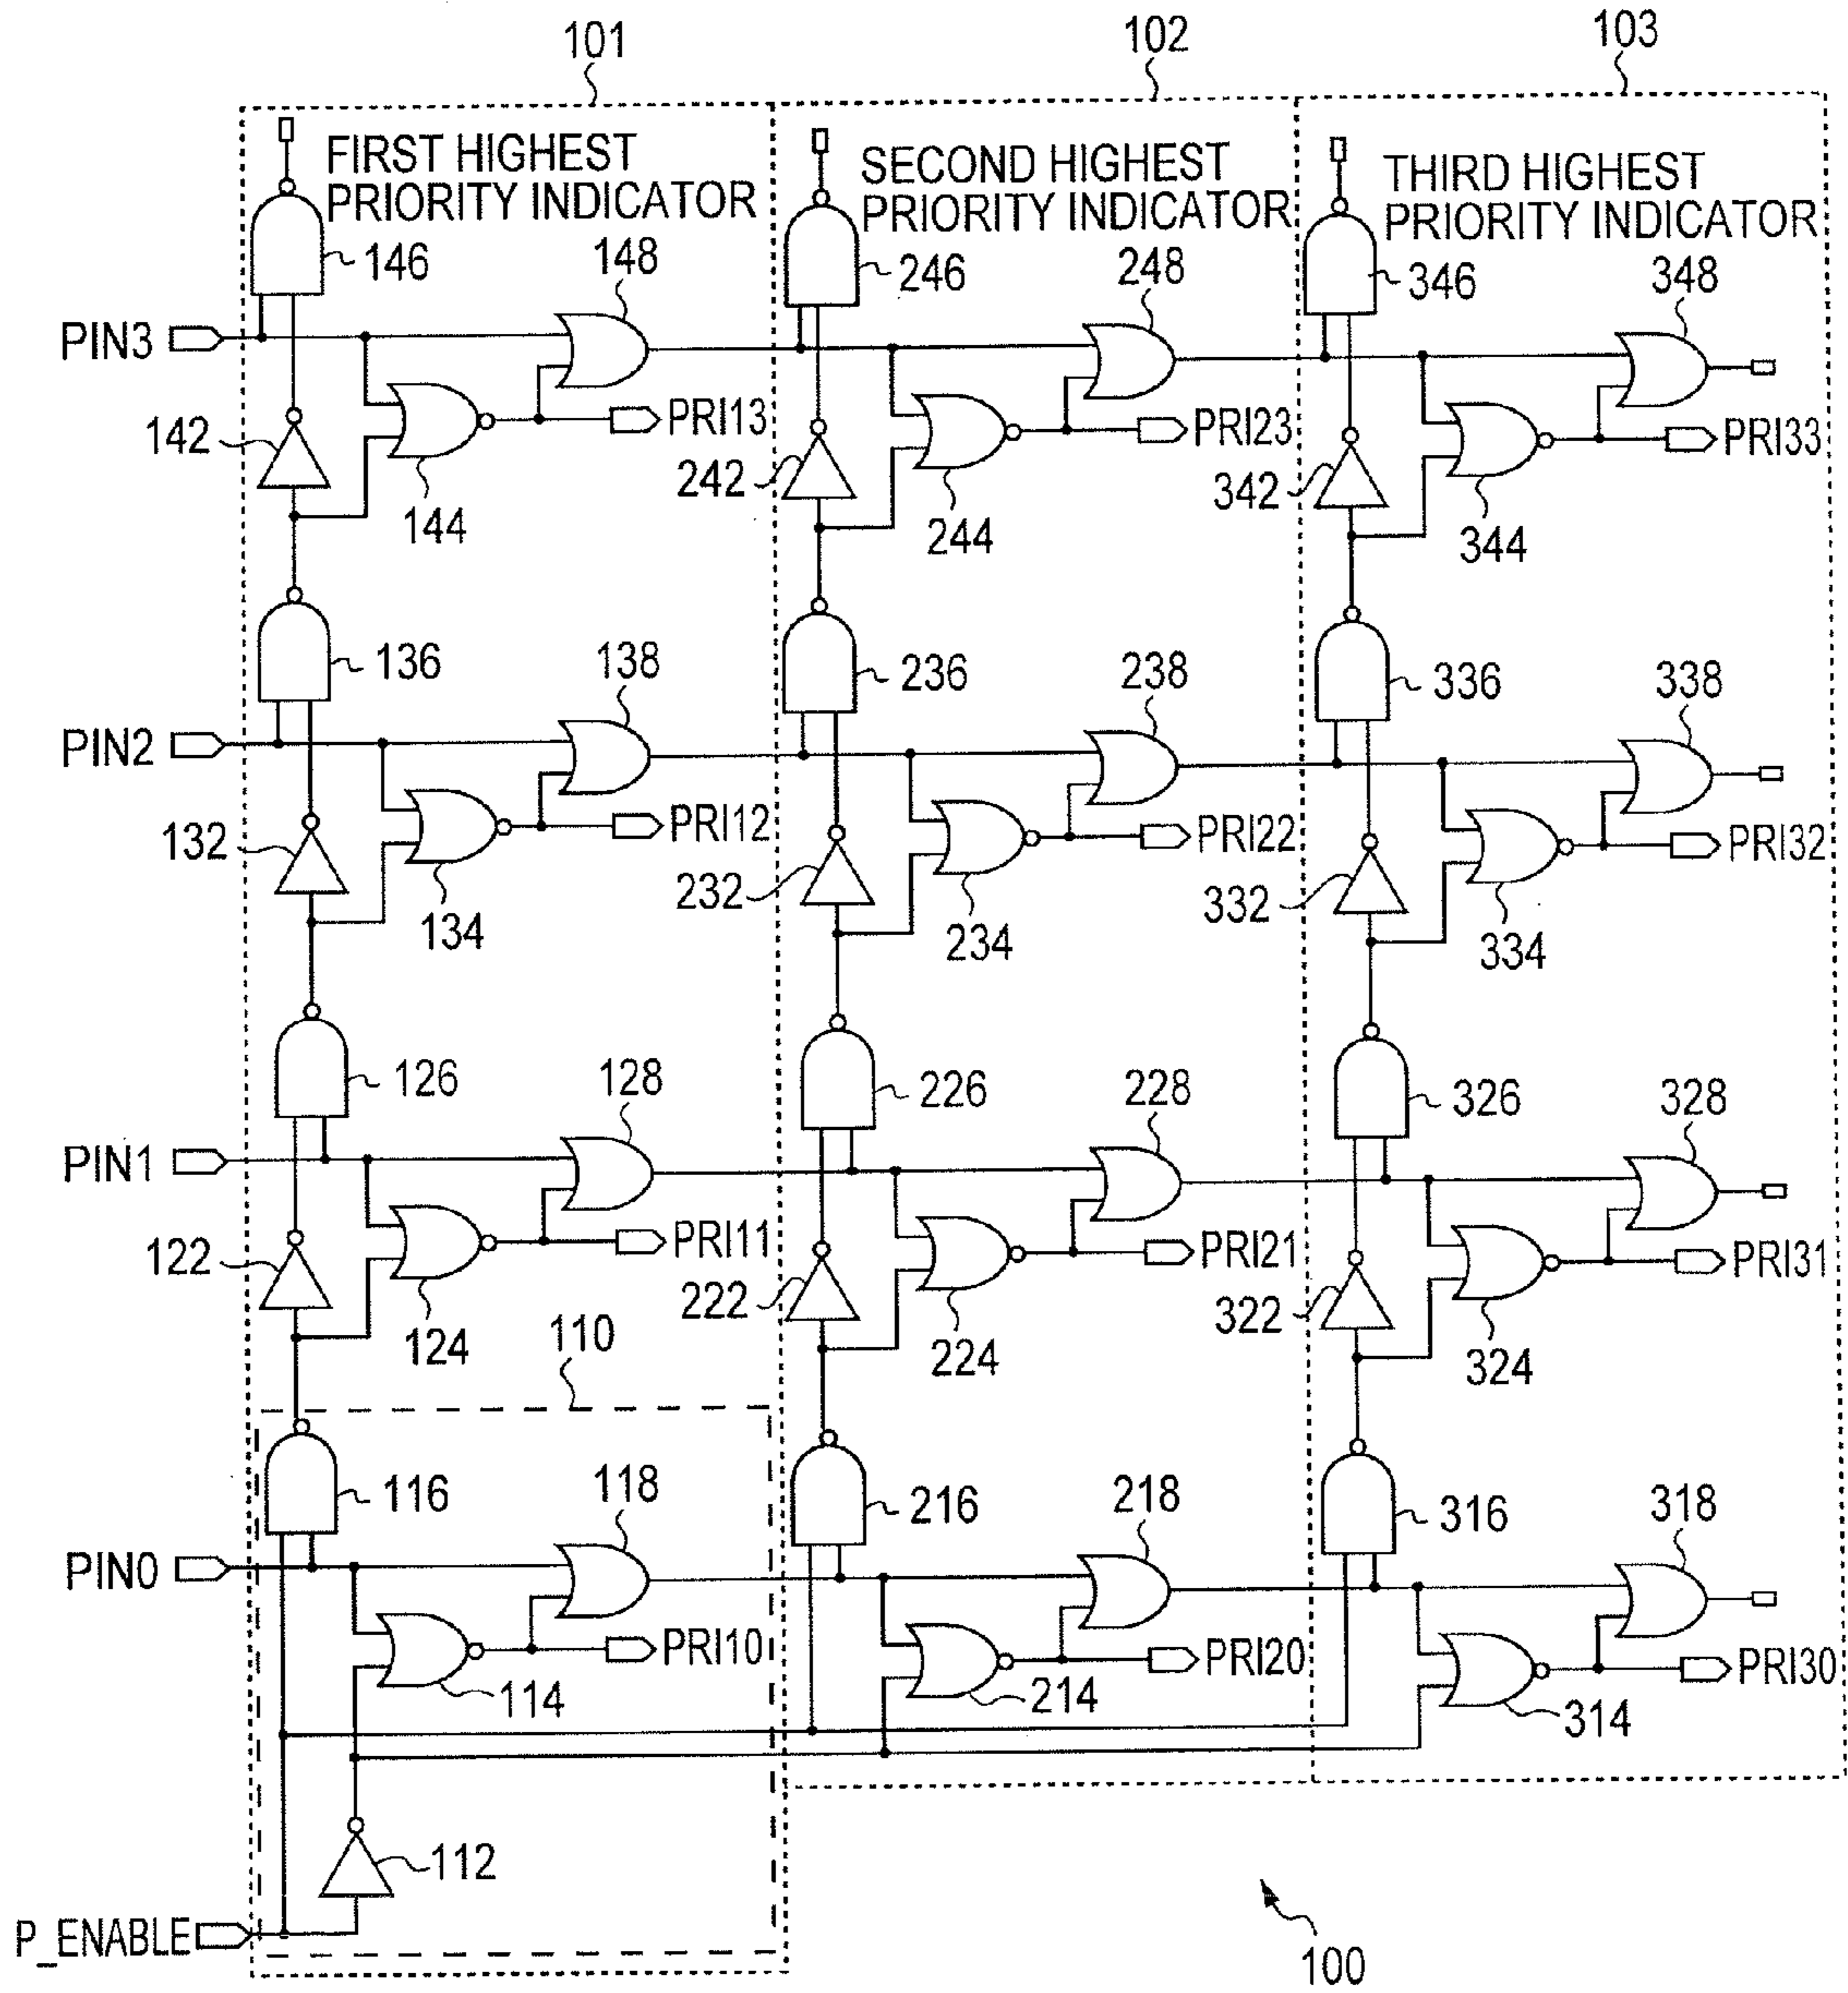 101
102
103
FIRST HIGHEST
PRIORITY INDICATOR
SECOND HIGHEST
PRIORITY INDICATOR
THIRD HIGHEST
PRIORITY INDICATOR
146
148
246
248
346
348
PIN3
PRI13
PRI23
PRI33
142
144
242
244
342
344
136
138
236
238
336
338
PIN2
PRI12
PRI22
PRI32
132
134
232
234
332
334
126
128
226
228
326
328
PIN1
PRI11
PRI21
PRI31
122
124
222
224
322
324
110
116
118
216
218
316
318
PIN0
PRI10
PRI20
PRI30
114
214
314
112
P_ENABLE
100